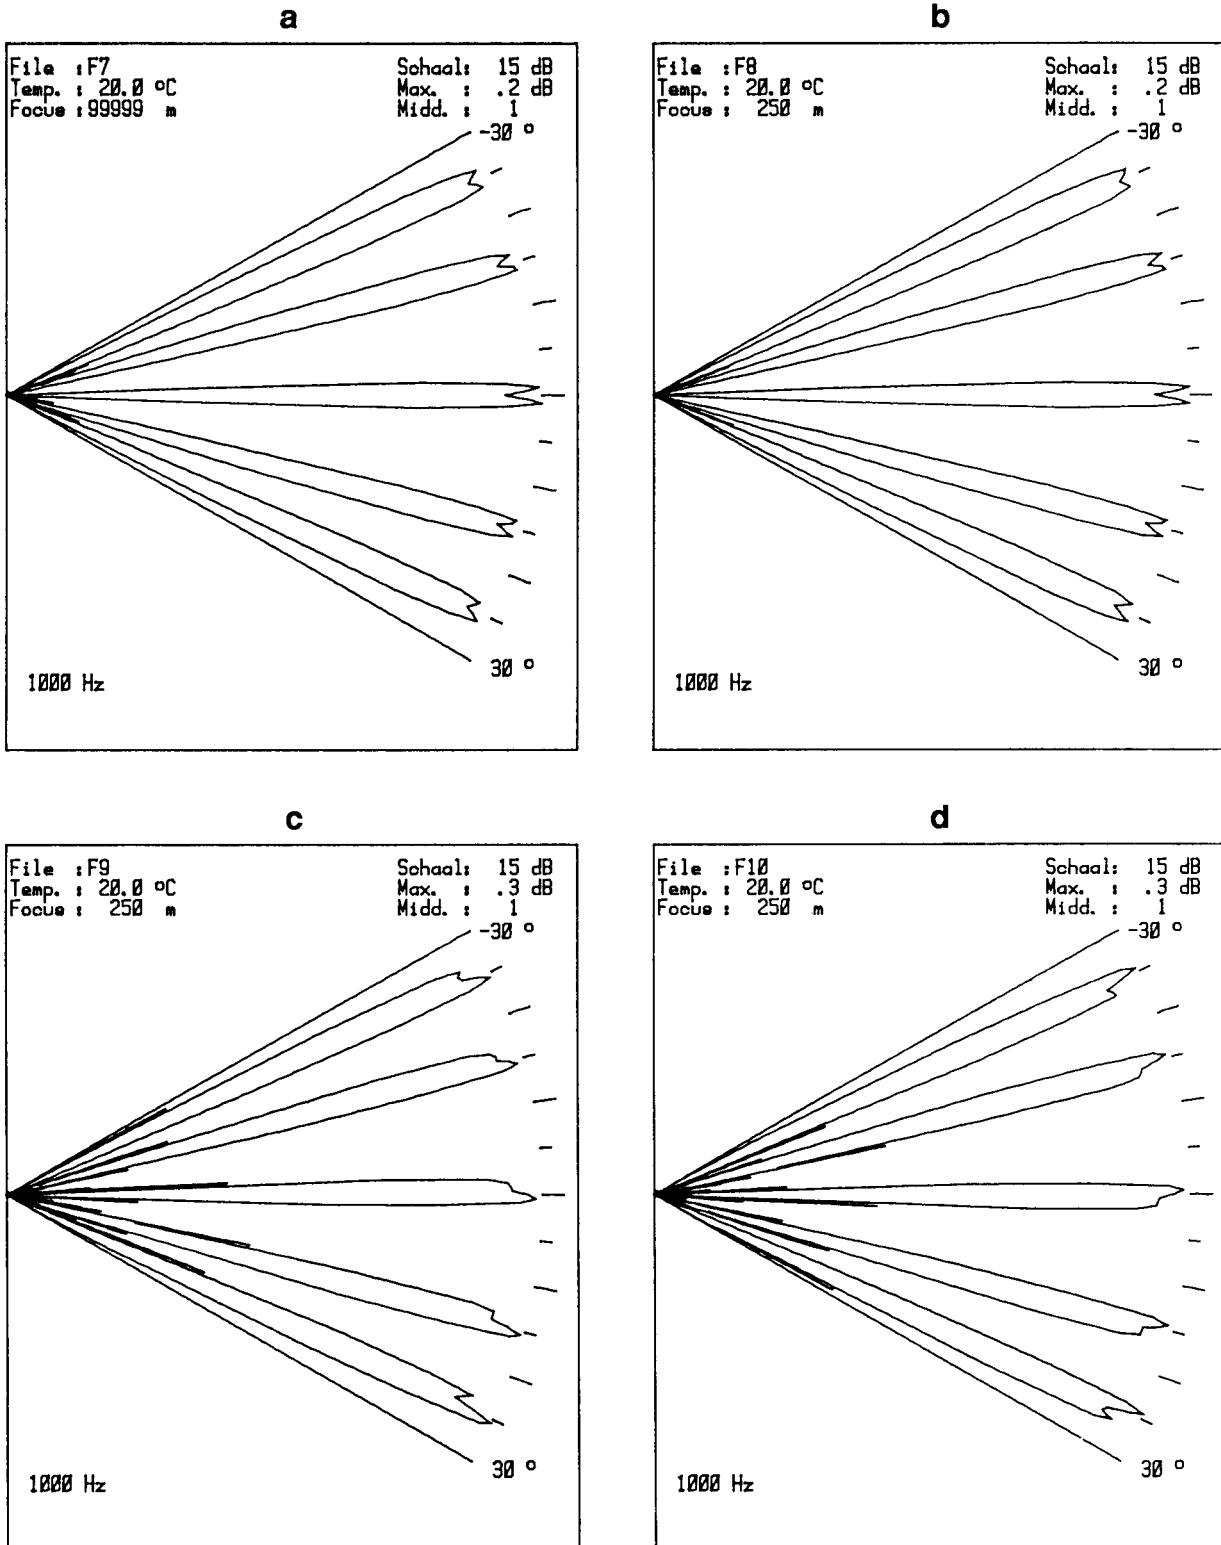 a
File :F7 Schaal: 15 dB
Temp. : 20.0 °C Max. : .2 dB
Focus :99999 m Midd. : 1
-30 °
30 °
1000 Hz
b
File :F8 Schaal: 15 dB
Temp. : 20.0 °C Max. : .2 dB
Focus : 250 m Midd. : 1
-30 °
30 °
1000 Hz
c
File :F9 Schaal: 15 dB
Temp. : 20.0 °C Max. : .3 dB
Focus : 250 m Midd. : 1
-30 °
30 °
1000 Hz
d
File :F10 Schaal: 15 dB
Temp. : 20.0 °C Max. : .3 dB
Focus : 250 m Midd. : 1
-30 °
30 °
1000 Hz